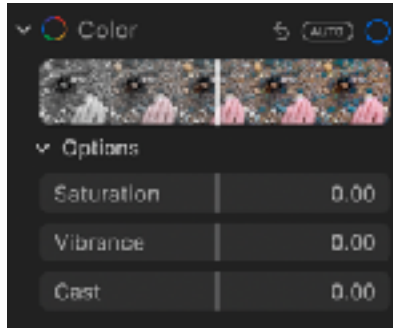 Color AUTO
Options
Saturation 0.00
Vibrance 0.00
Cast 0.00